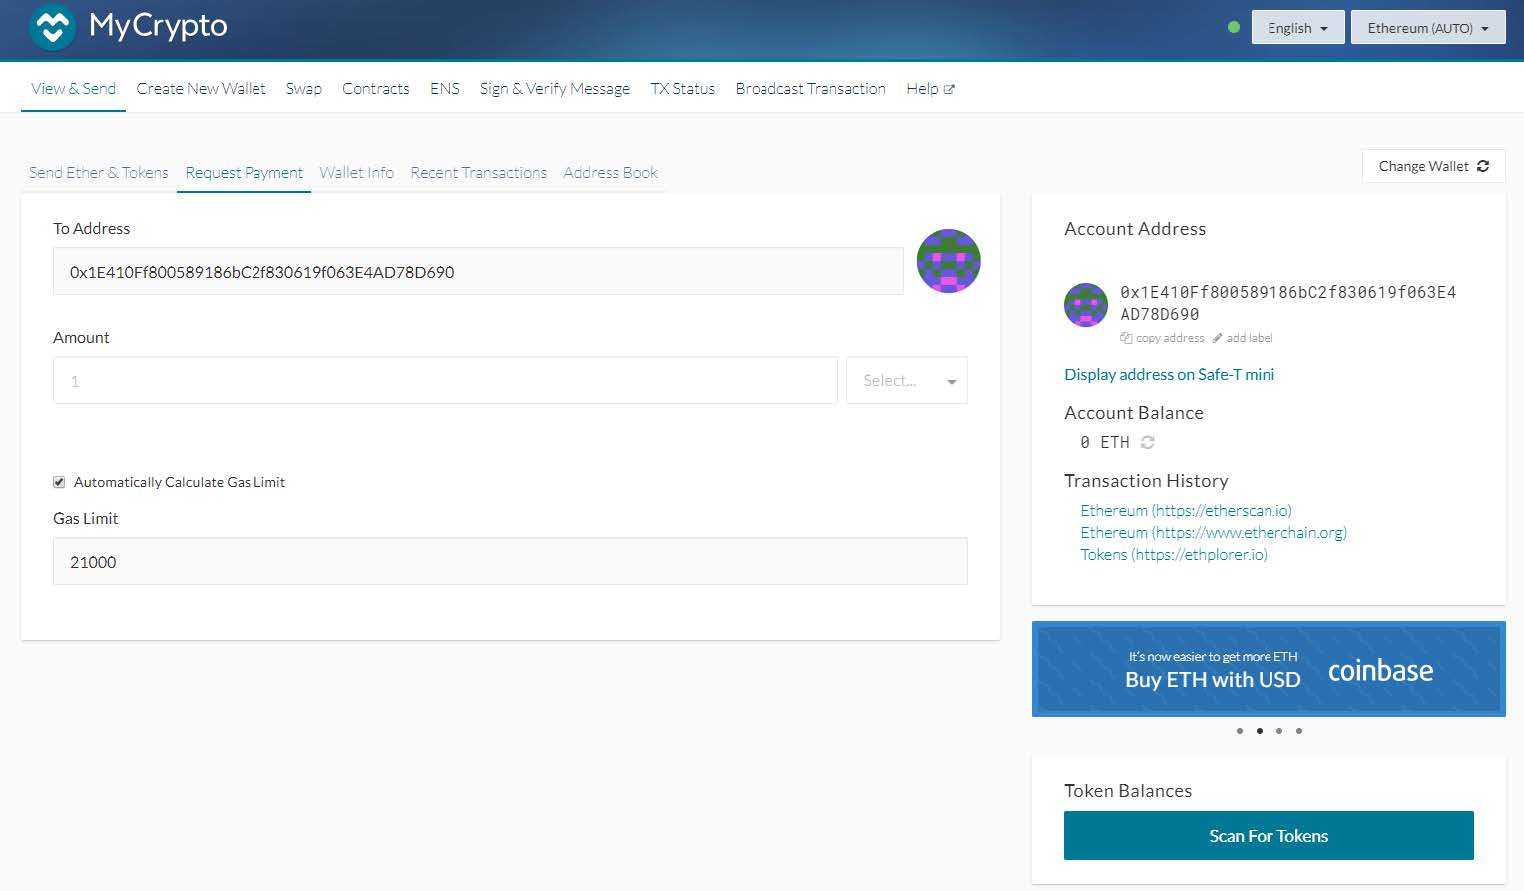 MyCrypto
English
Ethereum (AUTO)
View & Send Create New Wallet Swap Contracts ENS Sign & Verify Message TX Status Broadcast Transaction Help
Send Ether & Tokens Request Payment Wallet Info Recent Transactions Address Book
Change Wallet
To Address
0x1E410Ff800589186bC2f830619f063E4AD78D690
Amount
1
Select...
Automatically Calculate Gas Limit
Gas Limit
21000
Account Address
0x1E410Ff800589186bC2f830619f063E4
AD78D690
copy address add label
Display address on Safe-T mini
Account Balance
0 ETH
Transaction History
Ethereum (https://etherscan.io)
Ethereum (https://www.etherchain.org)
Tokens (https://ethplorer.io)
It's now easier to get more ETH
Buy ETH with USD
coinbase
Token Balances
Scan For Tokens